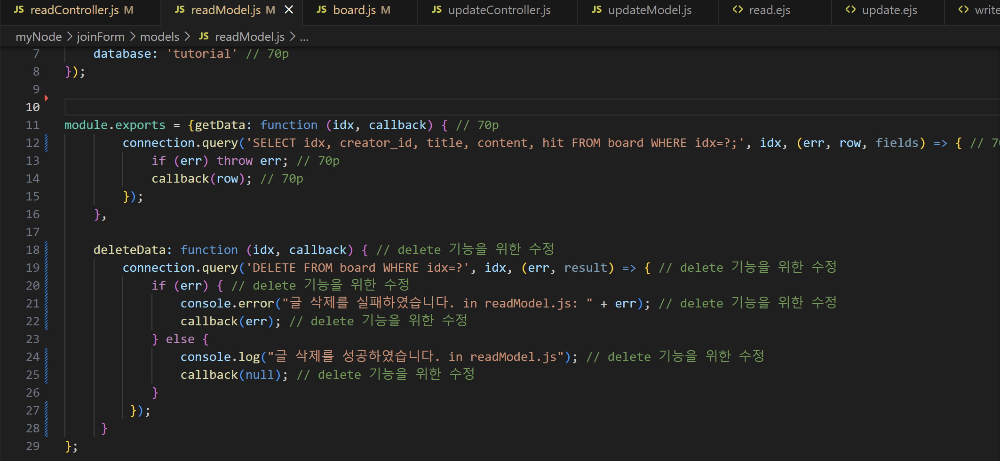 JS readController.js M JS readModel.js M × JS board.js M JS updateController.js JS updateModel.js <> read.ejs <> update.ejs <> write
myNode > joinForm > models > JS readModel.js > ...
7 database: 'tutorial' // 70p
8 });
9
10
11 module.exports = {getData: function (idx, callback) { // 70p
12 connection.query('SELECT idx, creator_id, title, content, hit FROM board WHERE idx=?;', idx, (err, row, fields) => { // 7
13 if (err) throw err; // 70p
14 callback(row); // 70p
15 });
16 },
17
18 deleteData: function (idx, callback) { // delete 기능을 위한 수정
19 connection.query('DELETE FROM board WHERE idx=?', idx, (err, result) => { // delete 기능을 위한 수정
20 if (err) { // delete 기능을 위한 수정
21 console.error("글 삭제를 실패하였습니다. in readModel.js: " + err); // delete 기능을 위한 수정
22 callback(err); // delete 기능을 위한 수정
23 } else {
24 console.log("글 삭제를 성공하였습니다. in readModel.js"); // delete 기능을 위한 수정
25 callback(null); // delete 기능을 위한 수정
26 }
27 });
28 }
29 };